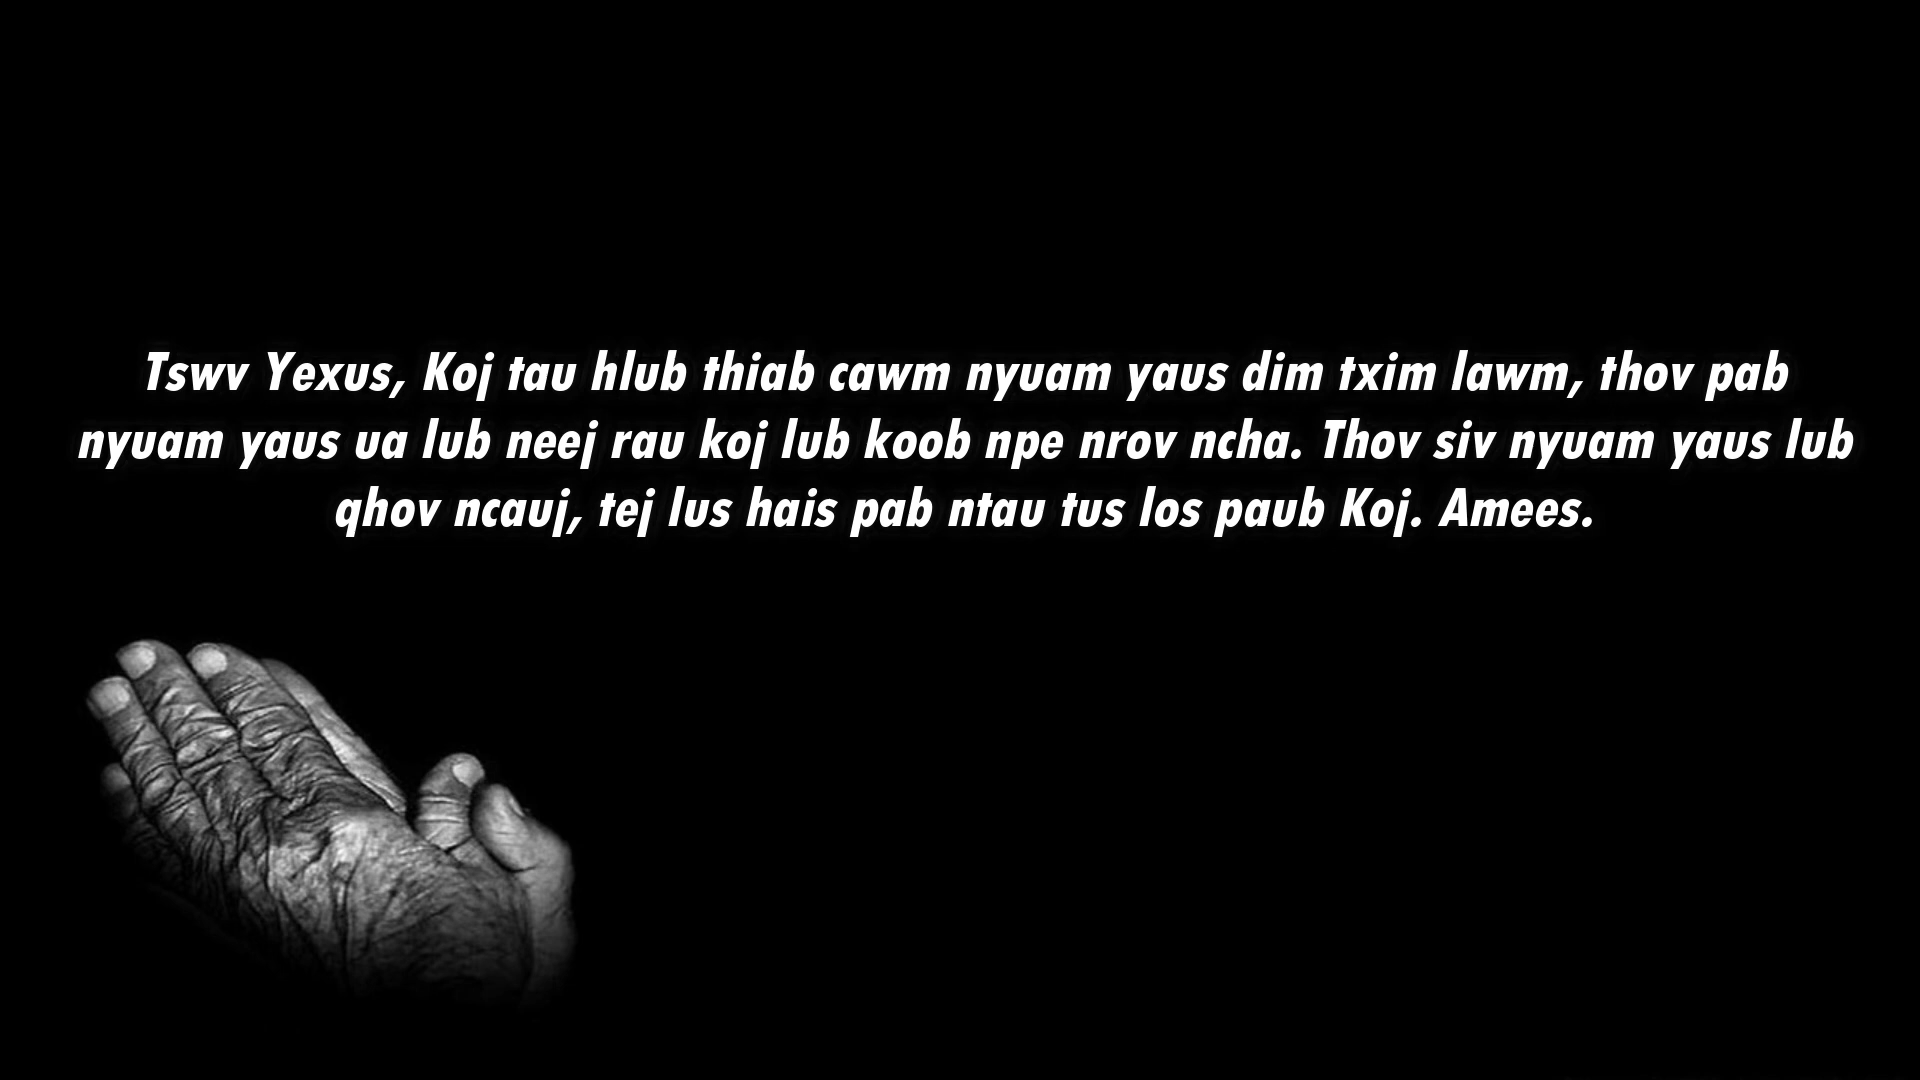 Tswv Yexus, Koj tau hlub thiab cawm nyuam yaus dim txim lawm, thov pab
nyuam yaus ua lub neej rau koj lub koob npe nrov ncha. Thov siv nyuam yaus lub
qhov ncauj, tej lus hais pab ntau tus los paub Koj. Amees.